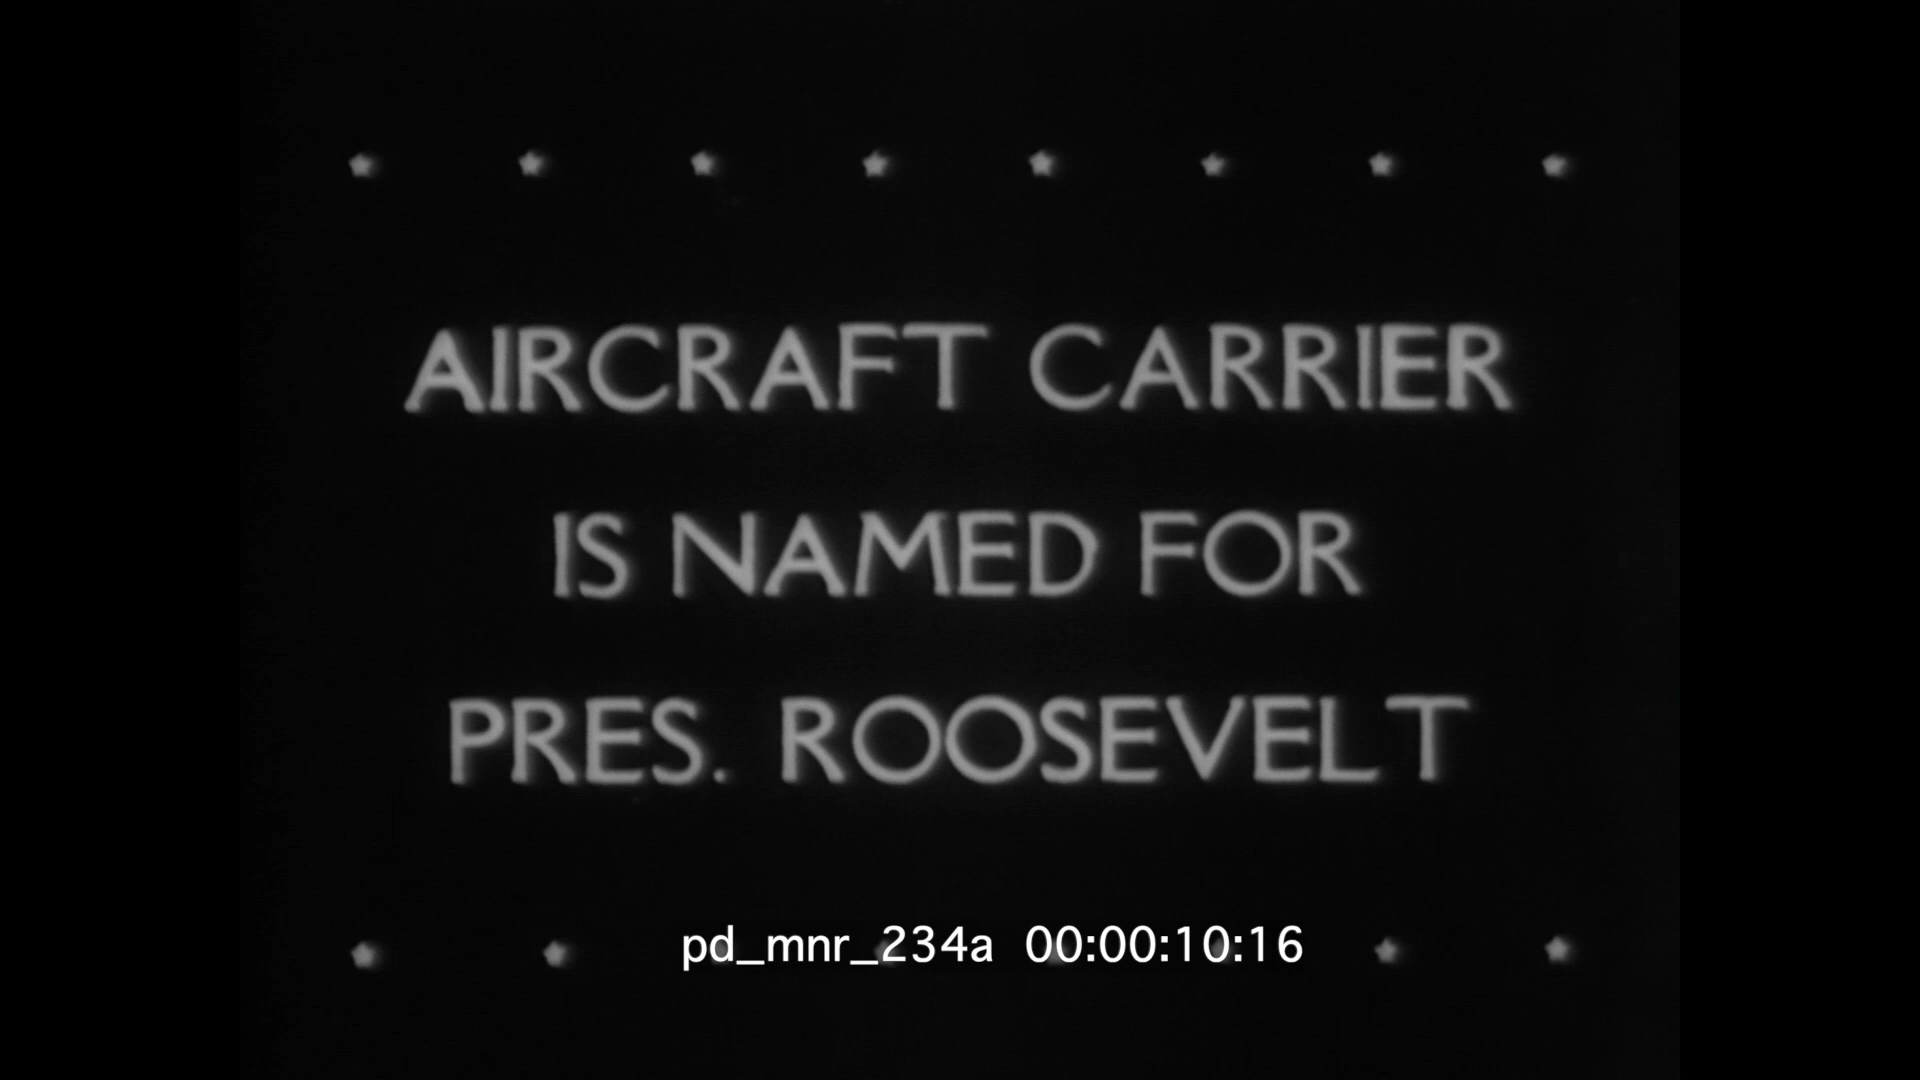 AIRCRAFT CARRIER
IS NAMED FOR
PRES. ROOSEVELT
pd_mnr_234a 00:00:10:16